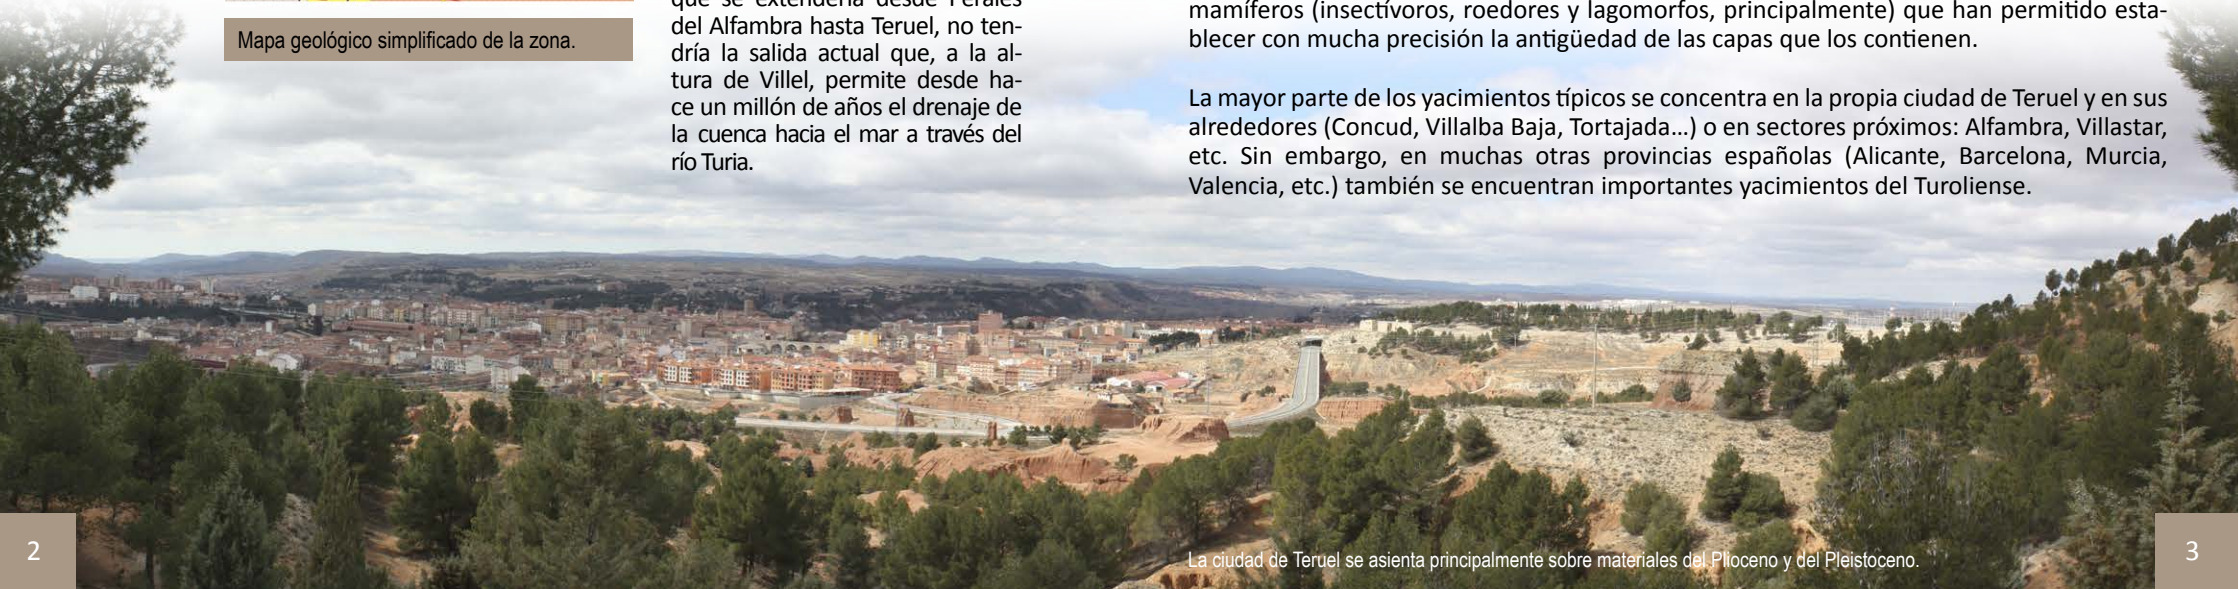 Mapa geológico simplificado de la zona.
que se extendería desde Perales
del Alfambra hasta Teruel, no ten-
dría la salida actual que, a la al-
tura de Villel, permite desde ha-
ce un millón de años el drenaje de
la cuenca hacia el mar a través del
río Turia.
mamíferos (insectívoros, roedores y lagomorfos, principalmente) que han permitido esta-
blecer con mucha precisión la antigüedad de las capas que los contienen.
La mayor parte de los yacimientos típicos se concentra en la propia ciudad de Teruel y en sus
alrededores (Concud, Villalba Baja, Tortajada...) o en sectores próximos: Alfambra, Villastar,
etc. Sin embargo, en muchas otras provincias españolas (Alicante, Barcelona, Murcia,
Valencia, etc.) también se encuentran importantes yacimientos del Turoliense.
La ciudad de Teruel se asienta principalmente sobre materiales del Plioceno y del Pleistoceno.
2
3